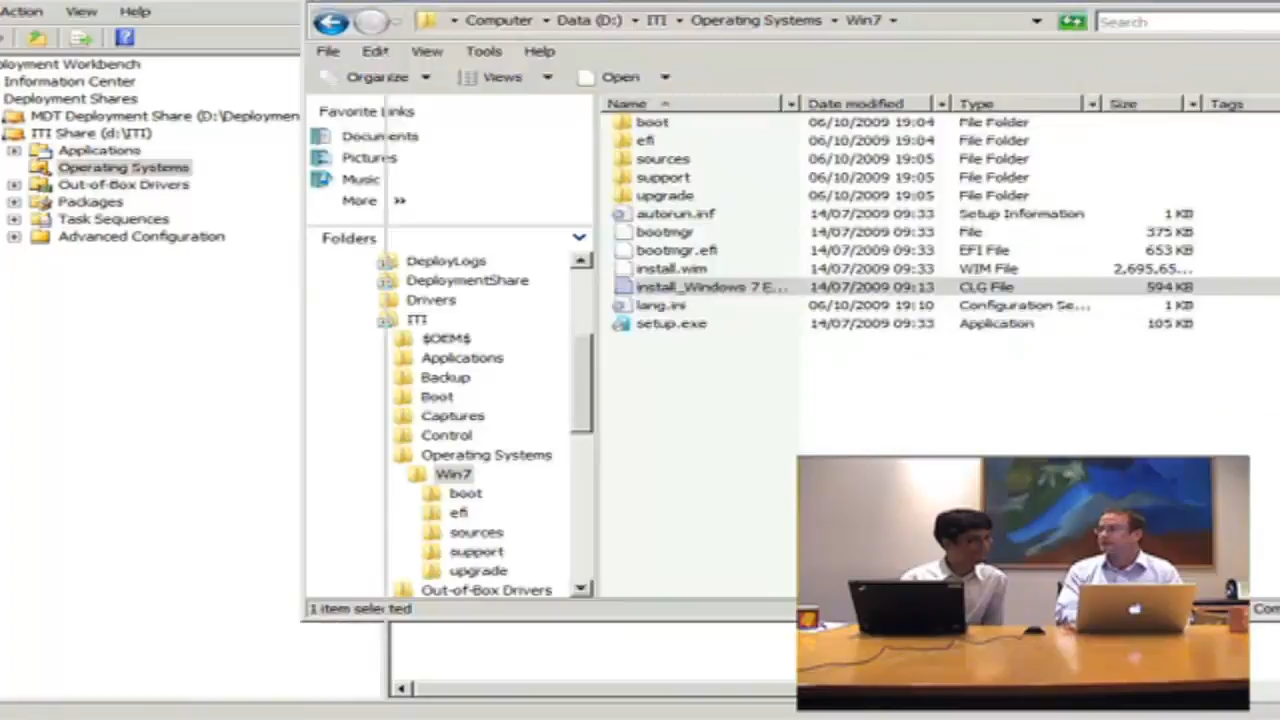 Action View Help
ployment Workbench
Information Center
Deployment Shares
MDT Deployment Share (D:\Deploymen
ITI Share (d:\ITI)
Applications
Operating Systems
Out-of-Box Drivers
Packages
Task Sequences
Advanced Configuration
Computer Data (D:) ITI Operating Systems Win7
Search
File Edit View Tools Help
Organize Views Open
Favorite Links
Documents
Pictures
Music
More >>
Folders
DeployLogs
DeploymentShare
Drivers
ITI
$OEM$
Applications
Backup
Boot
Captures
Control
Operating Systems
Win7
boot
efi
sources
support
upgrade
Out-of-Box Drivers
Name Date modified Type Size Tags
boot 06/10/2009 19:04 File Folder
efi 06/10/2009 19:04 File Folder
sources 06/10/2009 19:05 File Folder
support 06/10/2009 19:05 File Folder
upgrade 06/10/2009 19:05 File Folder
autorun.inf 14/07/2009 09:33 Setup Information 1 KB
bootmgr 14/07/2009 09:33 File 375 KB
bootmgr.efi 14/07/2009 09:33 EFI File 653 KB
install.wim 14/07/2009 09:33 WIM File 2,695,65...
install_Windows 7 E... 14/07/2009 09:13 CLG File 594 KB
lang.ini 06/10/2009 19:10 Configuration Se... 1 KB
setup.exe 14/07/2009 09:33 Application 105 KB
1 item selected
Com